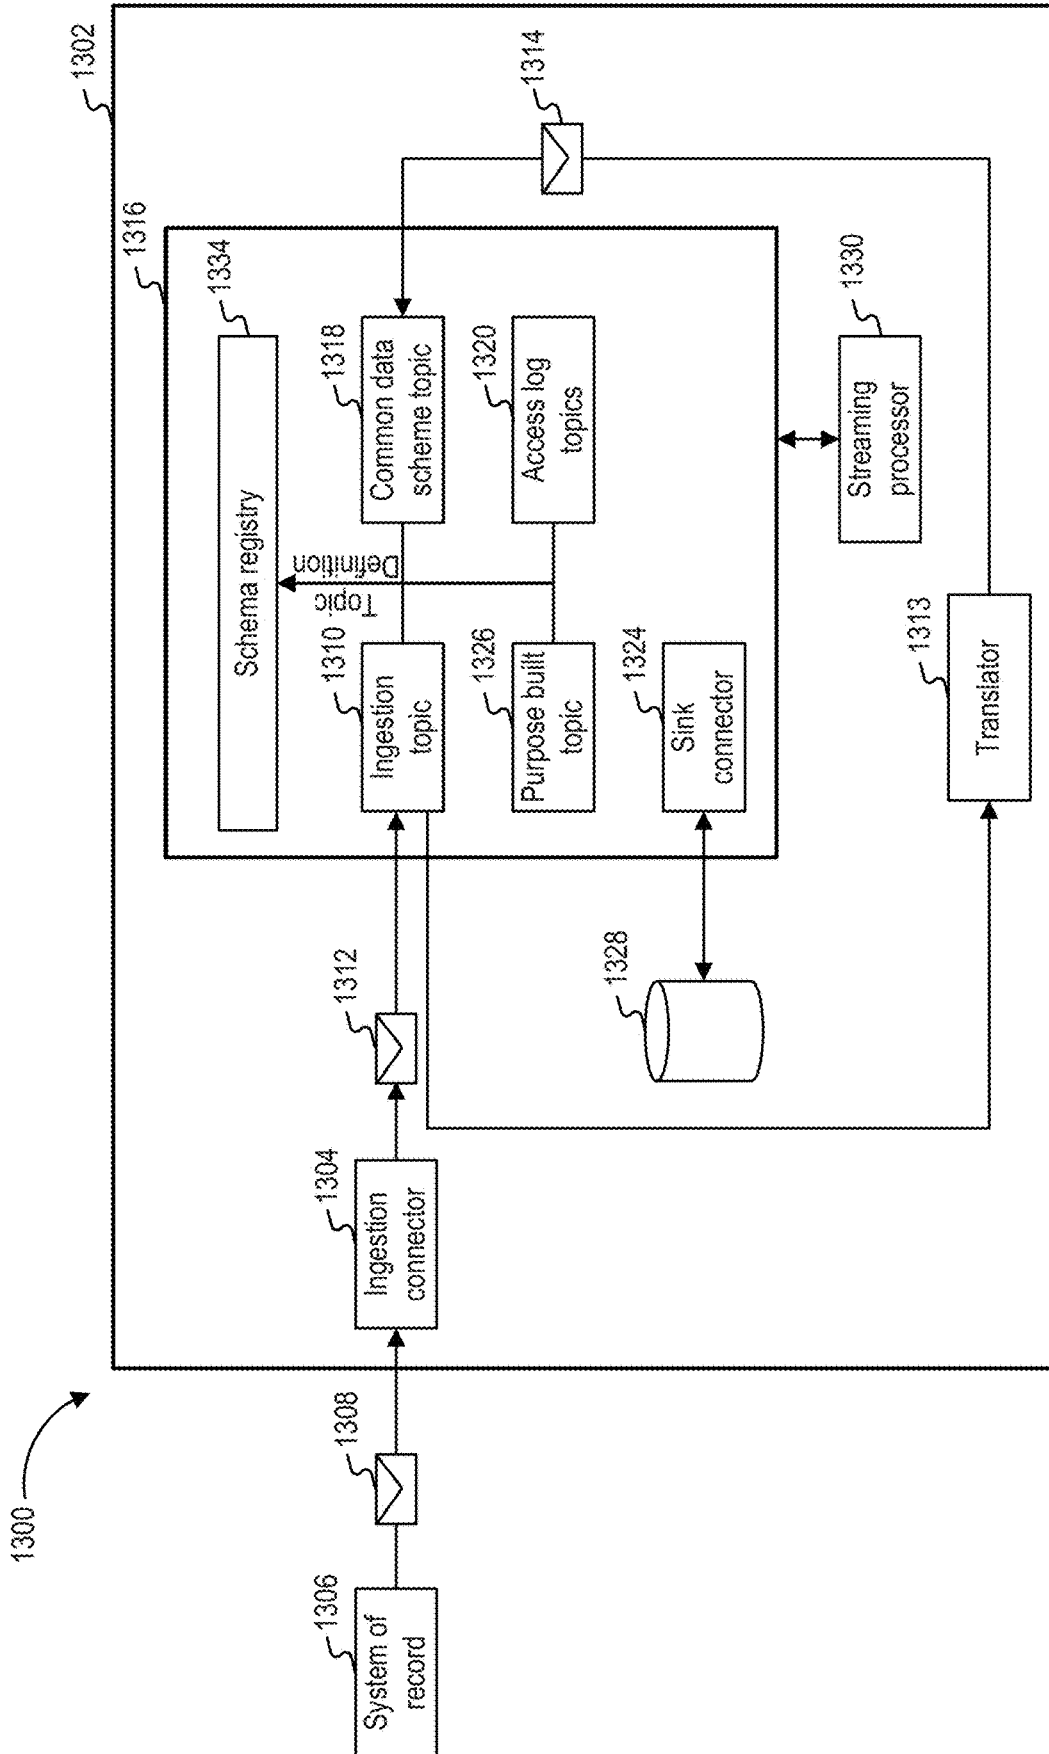 1300
1302
1306
System of
record
1308
1304
Ingestion
connector
1312
1316
1334
Schema registry
Topic
Definition
1310
Ingestion
topic
1318
Common data
scheme topic
1326
Purpose built
topic
1320
Access log
topics
1324
Sink
connector
1328
1314
1330
Streaming
processor
1313
Translator